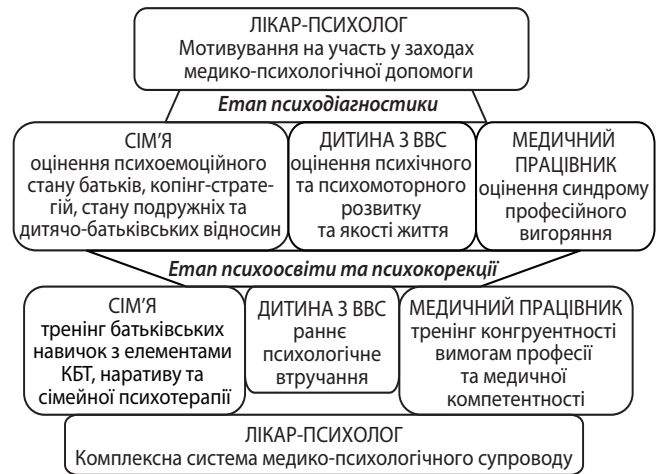 ЛІКАР-ПСИХОЛОГ
Мотивування на участь у заходах
медико-психологічної допомоги
Етап психодіагностики
СІМ’Я
оцінення психоемоційного
стану батьків, копінг-страте-
гій, стану подружніх та
дитячо-батьківських відносин
ДИТИНА З ВВС
оцінення психічного
та психомоторного
розвитку
та якості життя
МЕДИЧНИЙ
ПРАЦІВНИК
оцінення синдрому
професійного
вигоряння
Етап психоосвіти та психокорекції
СІМ’Я
тренінг батьківських
навичок з елементами
КБТ, наративу та
сімейної психотерапії
ДИТИНА З ВВС
раннє
психологічне
втручання
МЕДИЧНИЙ ПРАЦІВНИК
тренінг конгруентності
вимогам професії
та медичної
компетентності
ЛІКАР-ПСИХОЛОГ
Комплексна система медико-психологічного супроводу